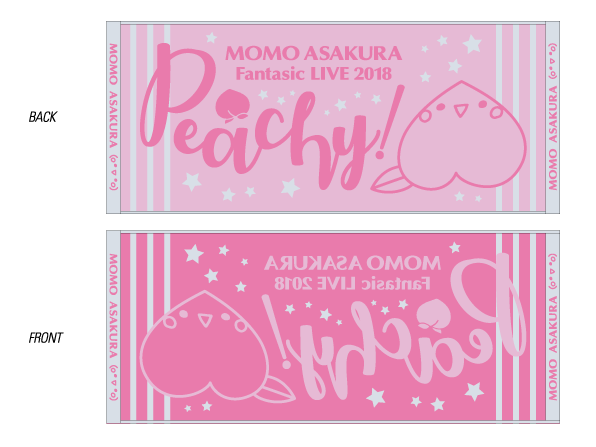 BACK
MOMO ASAKURA (o°▿°o)
MOMO ASAKURA
Fantasic LIVE 2018
Peachy!
MOMO ASAKURA (o°▿°o)
FRONT
MOMO ASAKURA (o°▿°o)
MOMO ASAKURA
Fantasic LIVE 2018
Peachy!
MOMO ASAKURA (o°▿°o)